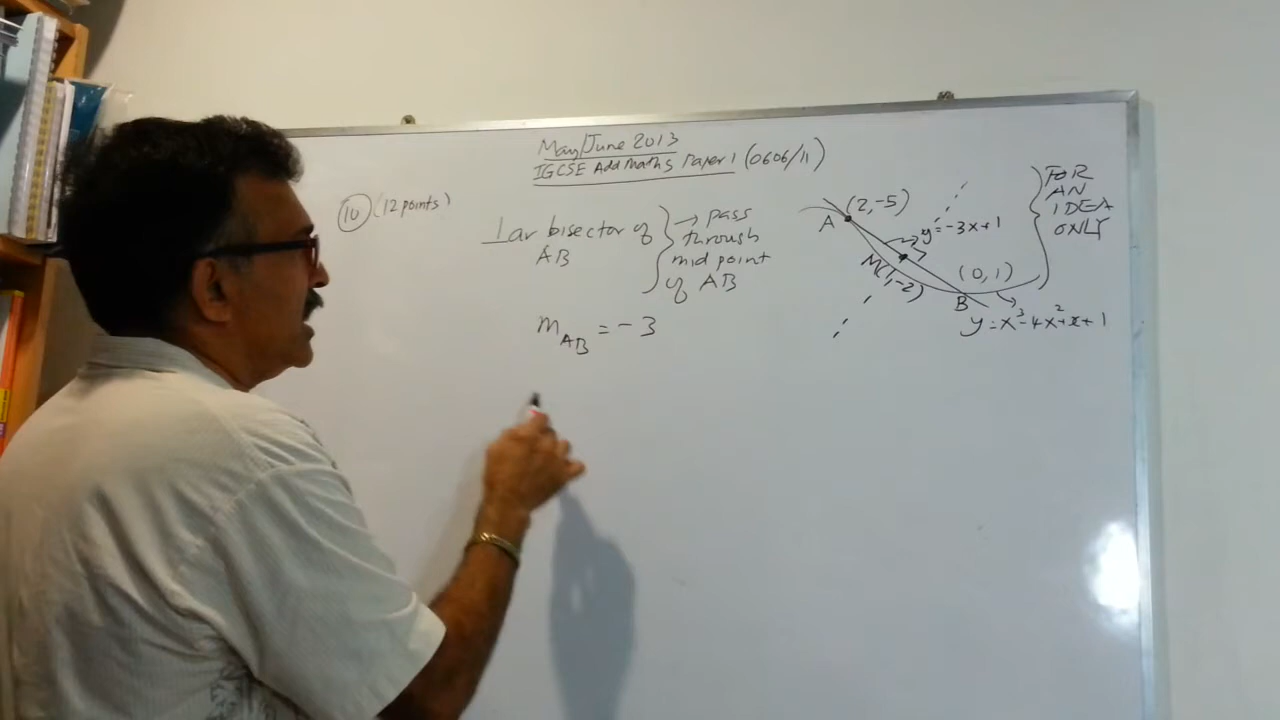 May/June 2013
IGCSE Add Maths Paper 1 (0606/11)
10 (12 points)
⊥ar bisector of
AB
→ pass
through
mid point
of AB
m_AB = -3
A (2, -5)
y = -3x+1
M(1, -2)
(0, 1)
B
y = x³ - 4x² + x + 1
FOR
AN
IDEA
ONLY